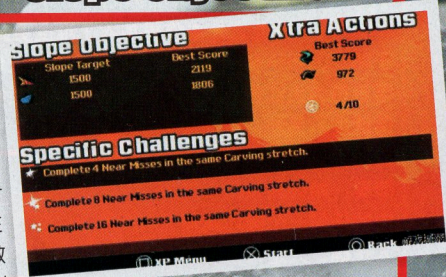 Slope Objective
Slope Target Best Score
1500 2119
1500 1806
Xtra Actions
Best Score
3779
972
4/10
Specific Challenges
Complete 4 Near Misses in the same Carving stretch.
Complete 8 Near Misses in the same Carving stretch.
Complete 16 Near Misses in the same Carving stretch.
XP Menu Start Back